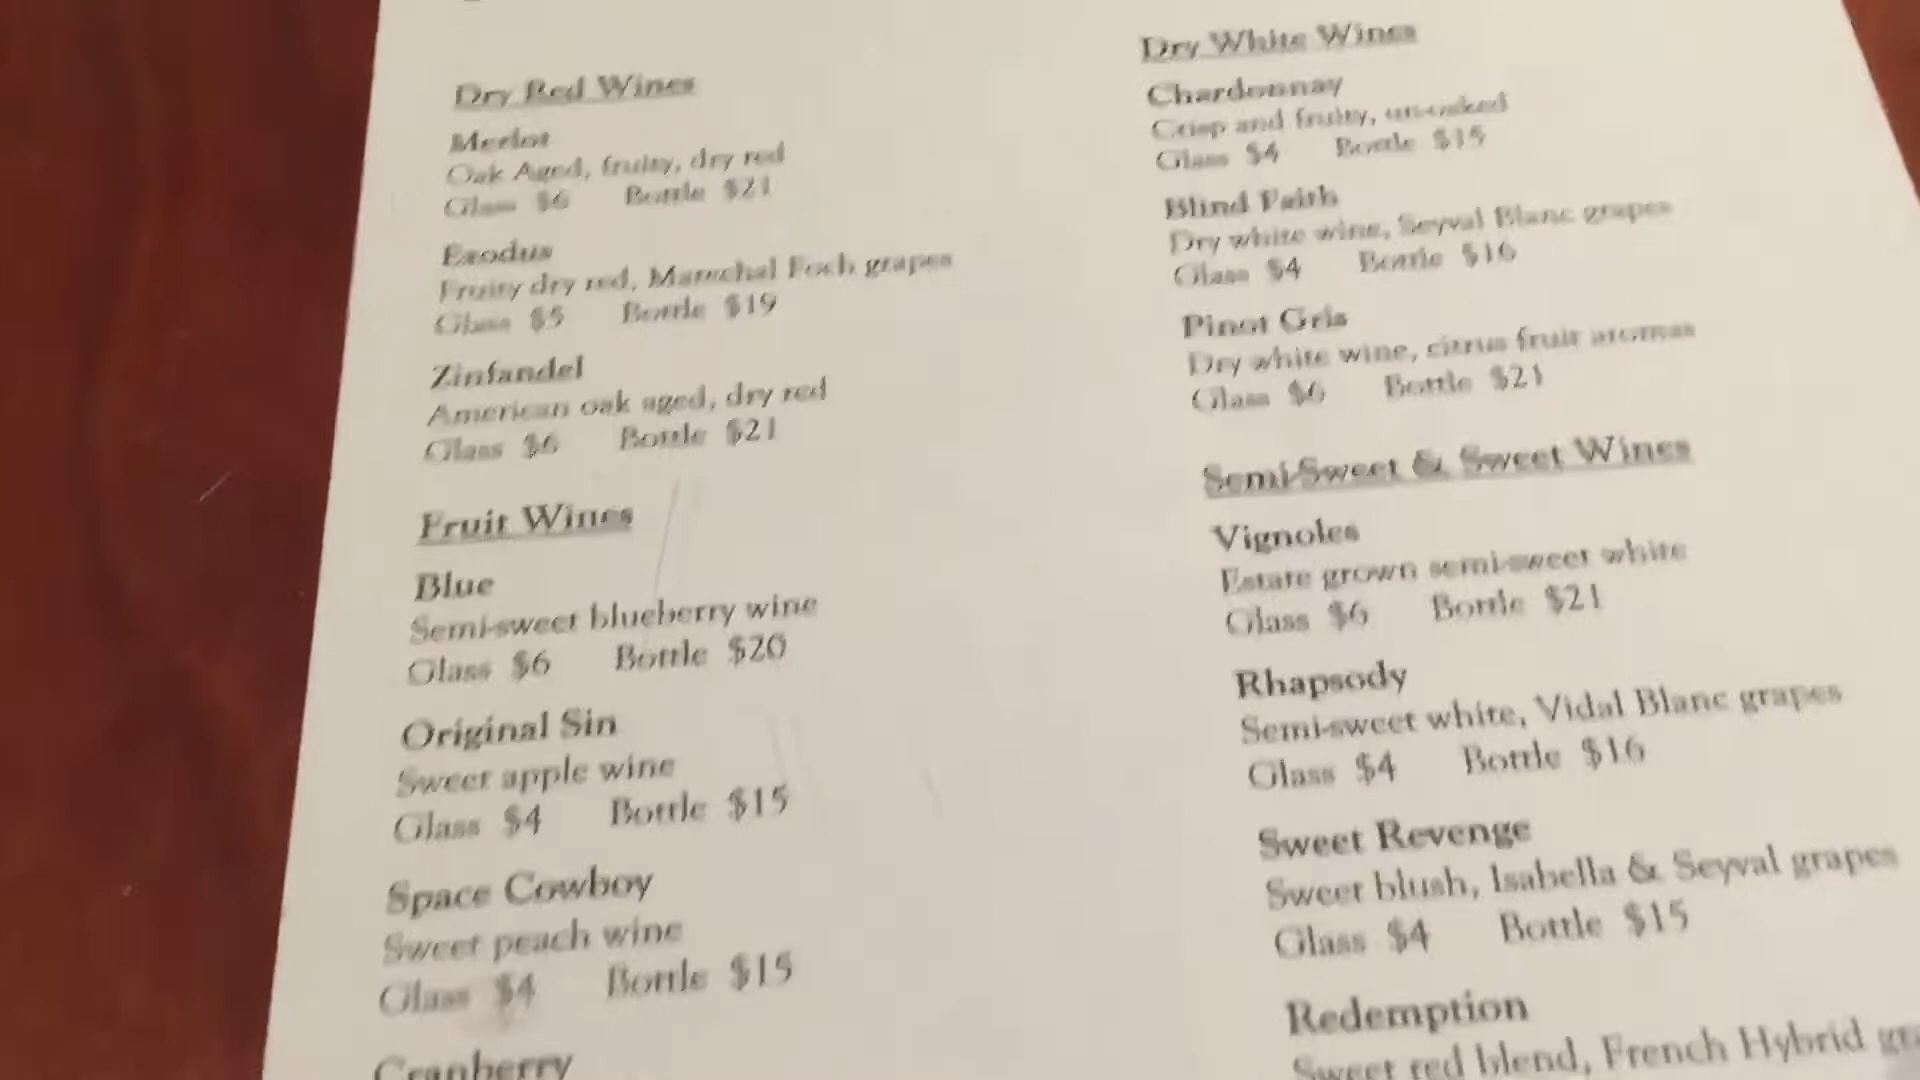 Dry Red Wines
Merlot
Oak Aged, fruity, dry red
Glass $6 Bottle $21
Exodus
Fruity dry red, Marechal Foch grapes
Glass $5 Bottle $19
Zinfandel
American oak aged, dry red
Glass $6 Bottle $21
Fruit Wines
Blue
Semi-sweet blueberry wine
Glass $6 Bottle $20
Original Sin
Sweet apple wine
Glass $4 Bottle $15
Space Cowboy
Sweet peach wine
Glass $4 Bottle $15
Cranberry
Dry White Wines
Chardonnay
Crisp and fruity, un-oaked
Glass $4 Bottle $15
Blind Faith
Dry white wine, Seyval Blanc grapes
Glass $4 Bottle $16
Pinot Gris
Dry white wine, citrus fruit aromas
Glass $6 Bottle $21
Semi-Sweet & Sweet Wines
Vignoles
Estate grown semi-sweet white
Glass $6 Bottle $21
Rhapsody
Semi-sweet white, Vidal Blanc grapes
Glass $4 Bottle $16
Sweet Revenge
Sweet blush, Isabella & Seyval grapes
Glass $4 Bottle $15
Redemption
Sweet red blend, French Hybrid